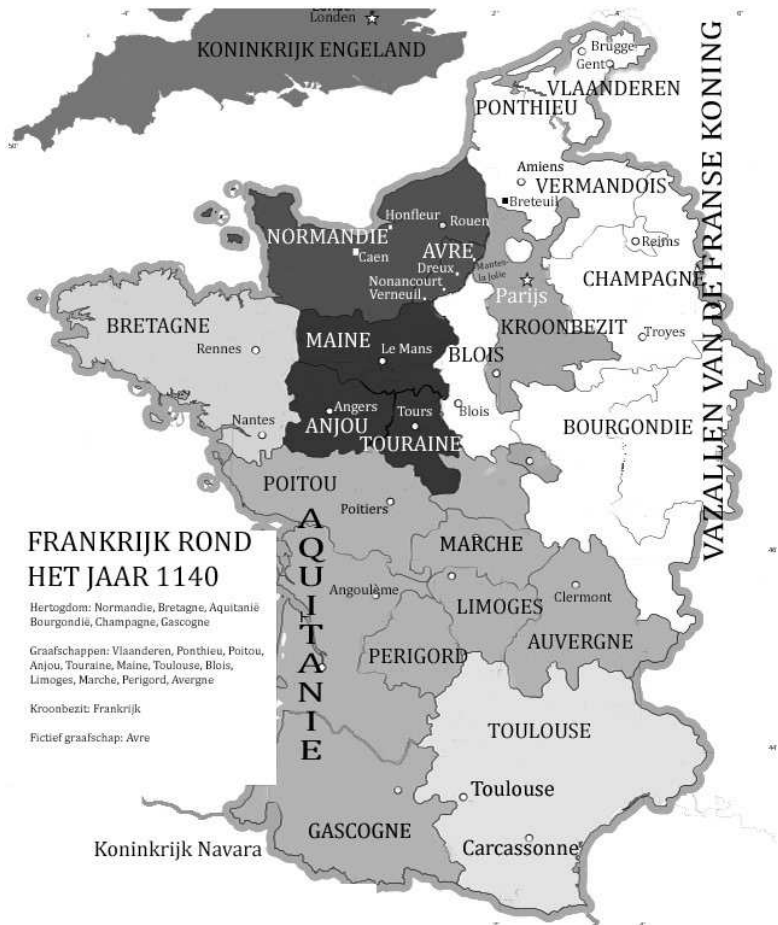 Londen
KONINKRIJK ENGELAND
Brugge
Gent
VLAANDEREN
PONTHIEU
Amiens
VERMANDOIS
Breteuil
Honfleur
Rouen
NORMANDIE
AVRE
Caen
Dreux
Mantes
la Jolie
Nonancourt
Verneuil
Reims
CHAMPAGNE
Parijs
KROONBEZIT
Troyes
BRETAGNE
Rennes
MAINE
Le Mans
BLOIS
Nantes
Angers
ANJOU
Tours
TOURAINE
Blois
BOURGONDIE
VAZALLEN VAN DE FRANSE KONING
POITOU
Poitiers
AQUITANIE
MARCHE
Angoulême
LIMOGES
Clermont
PERIGORD
AUVERGNE
FRANKRIJK ROND
HET JAAR 1140
Hertogdom: Normandie, Bretagne, Aquitanië
Bourgondië, Champagne, Gascogne
Graafschappen: Vlaanderen, Ponthieu, Poitou,
Anjou, Touraine, Maine, Toulouse, Blois,
Limoges, Marche, Perigord, Avergne
Kroonbezit: Frankrijk
Fictief graafschap: Avre
TOULOUSE
Toulouse
GASCOGNE
Carcassonne
Koninkrijk Navara